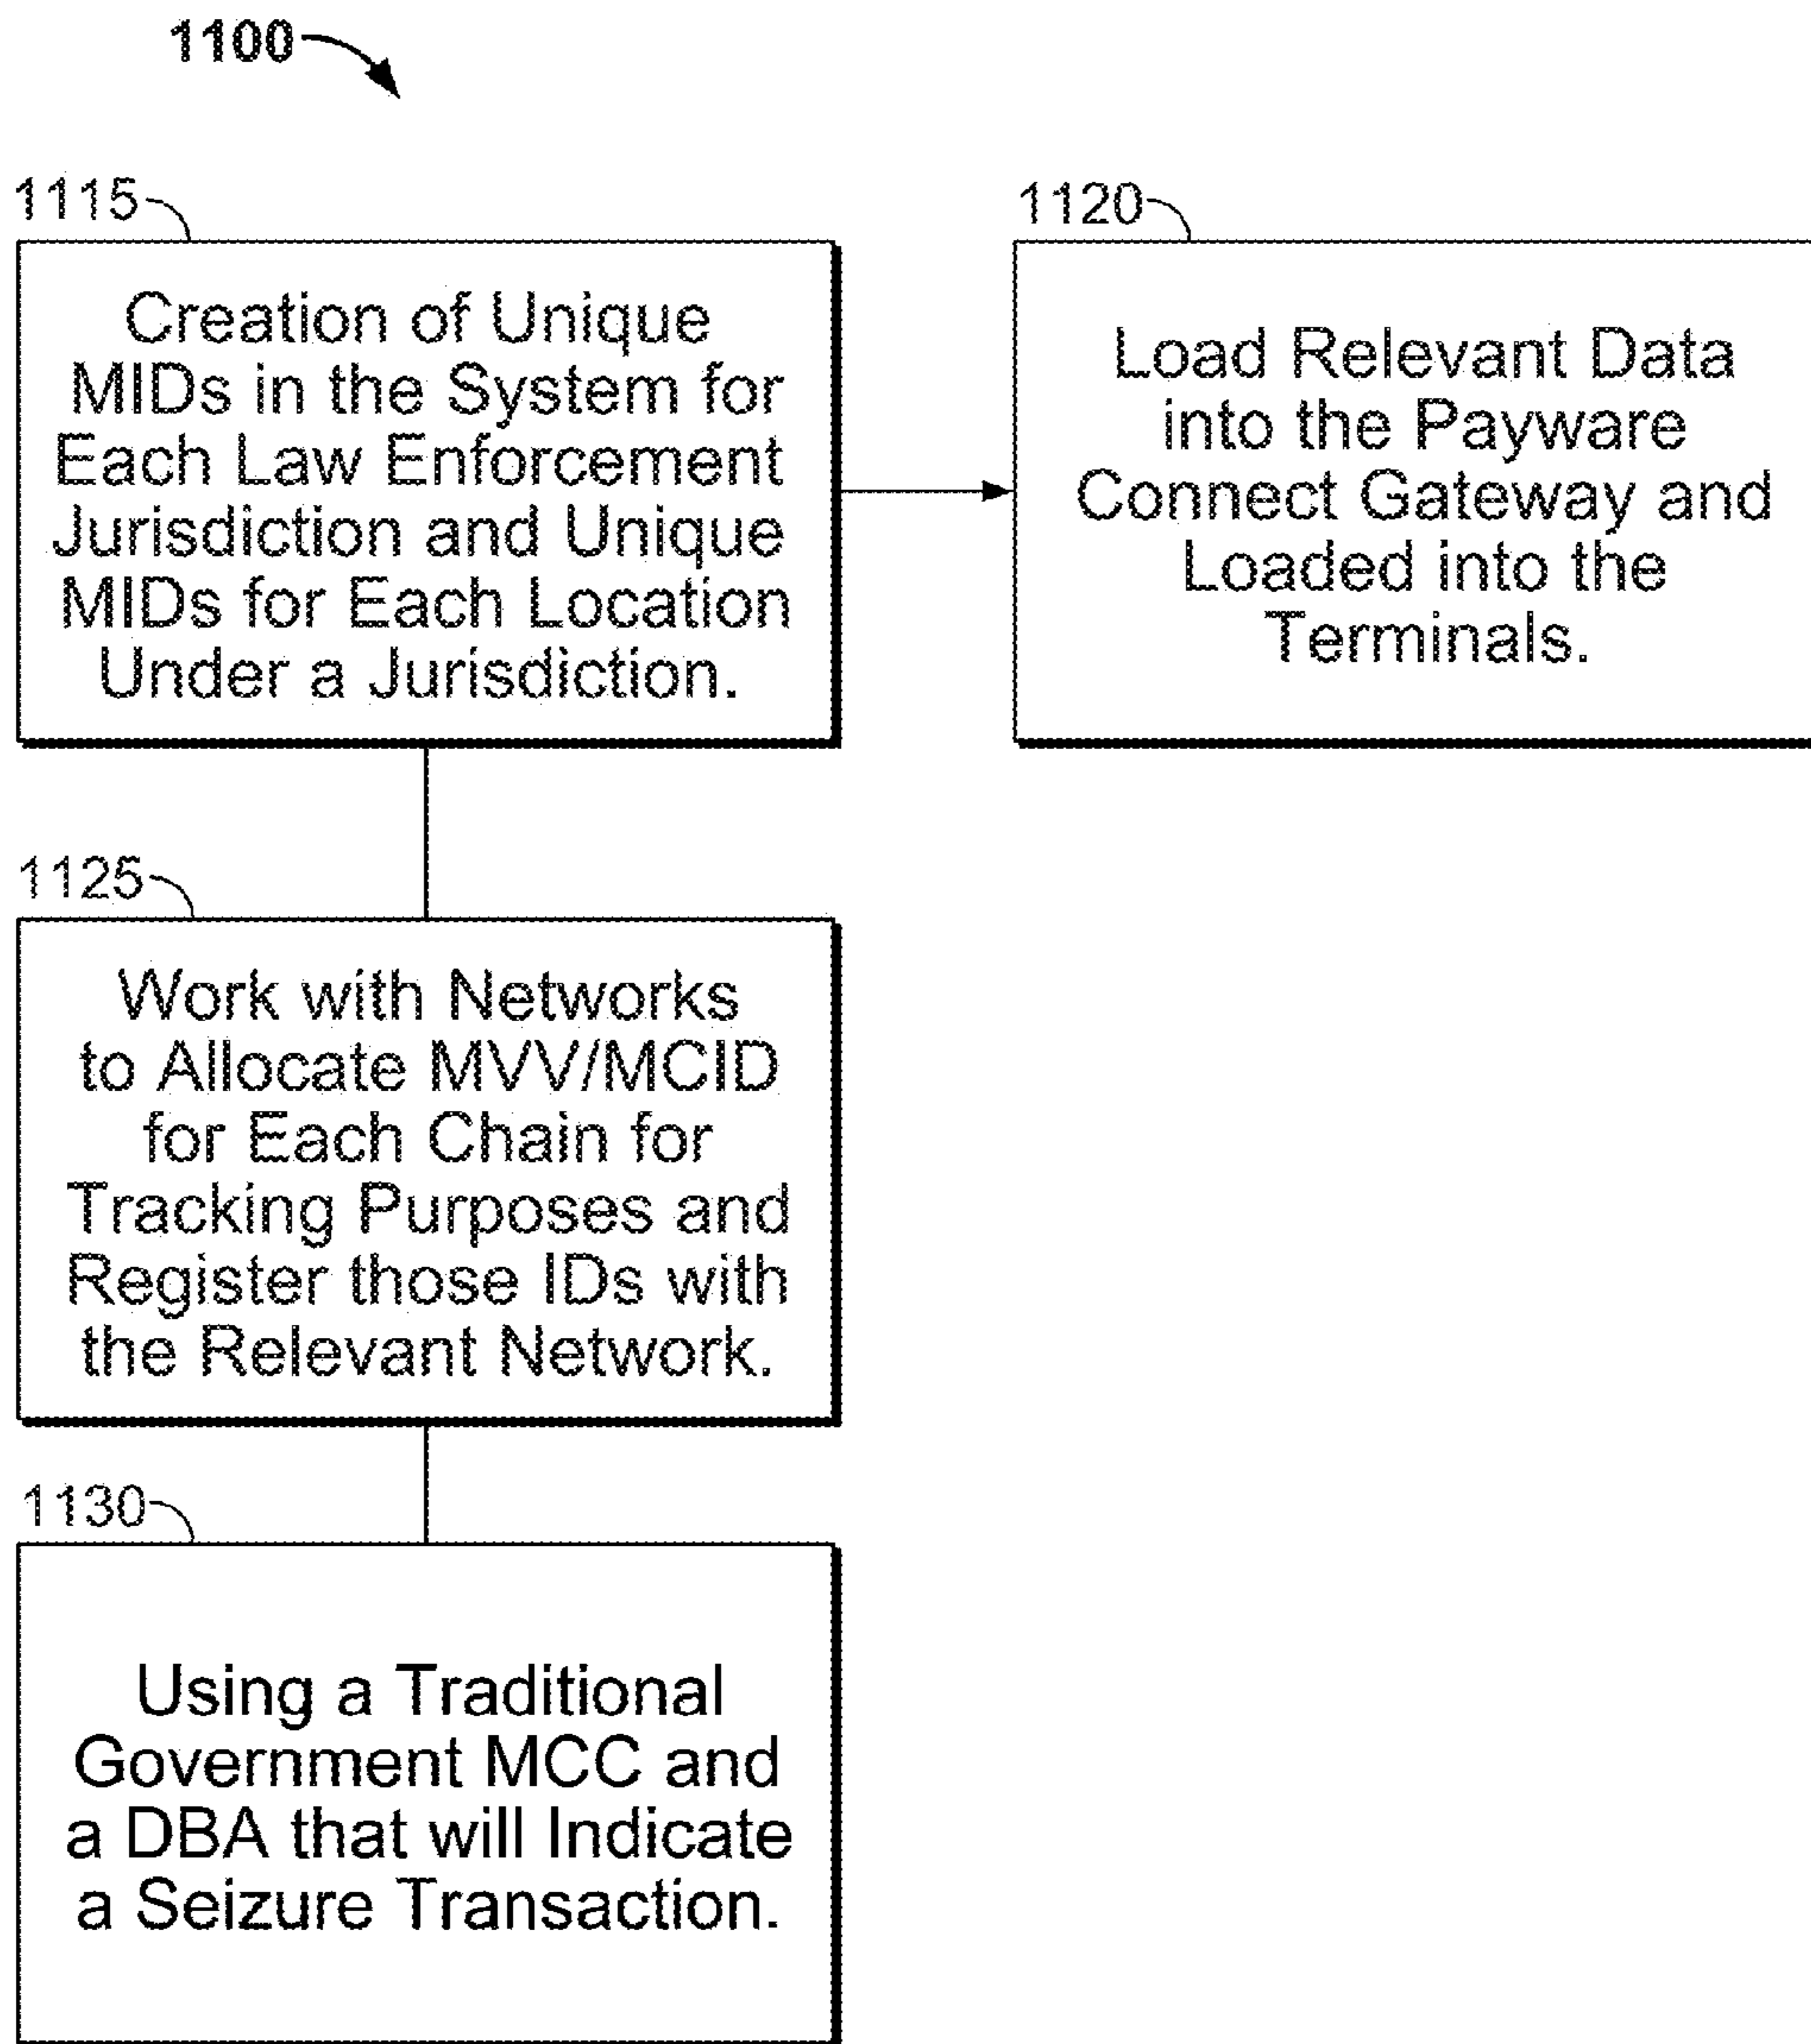 1100
1115
Creation of Unique
MIDs in the System for
Each Law Enforcement
Jurisdiction and Unique
MIDs for Each Location
Under a Jurisdiction.
1120
Load Relevant Data
into the Payware
Connect Gateway and
Loaded into the
Terminals.
1125
Work with Networks
to Allocate MVV/MCID
for Each Chain for
Tracking Purposes and
Register those IDs with
the Relevant Network.
1130
Using a Traditional
Government MCC and
a DBA that will Indicate
a Seizure Transaction.